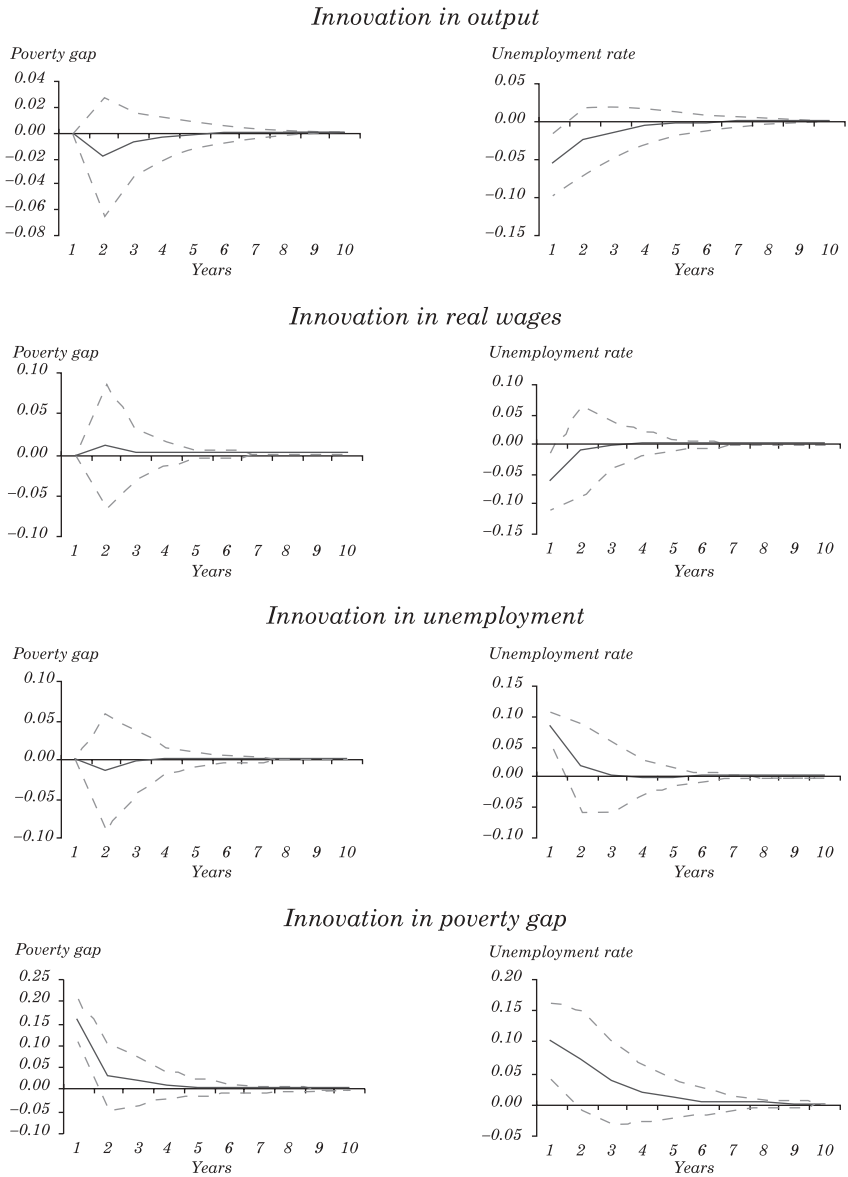 Innovation in output
Poverty gap
0.04
0.02
0.00
–0.02
–0.04
–0.06
–0.08
1 2 3 4 5 6 7 8 9 10
Years
Unemployment rate
0.05
0.00
–0.05
–0.10
–0.15
1 2 3 4 5 6 7 8 9 10
Years
Innovation in real wages
Poverty gap
0.10
0.05
0.00
–0.05
–0.10
1 2 3 4 5 6 7 8 9 10
Years
Unemployment rate
0.10
0.05
0.00
–0.05
–0.10
–0.15
1 2 3 4 5 6 7 8 9 10
Years
Innovation in unemployment
Poverty gap
0.10
0.05
0.00
–0.05
–0.10
1 2 3 4 5 6 7 8 9 10
Years
Unemployment rate
0.15
0.10
0.05
0.00
–0.05
–0.10
1 2 3 4 5 6 7 8 9 10
Years
Innovation in poverty gap
Poverty gap
0.25
0.20
0.15
0.10
0.05
0.00
–0.05
–0.10
1 2 3 4 5 6 7 8 9 10
Years
Unemployment rate
0.20
0.15
0.10
0.05
0.00
–0.05
1 2 3 4 5 6 7 8 9 10
Years